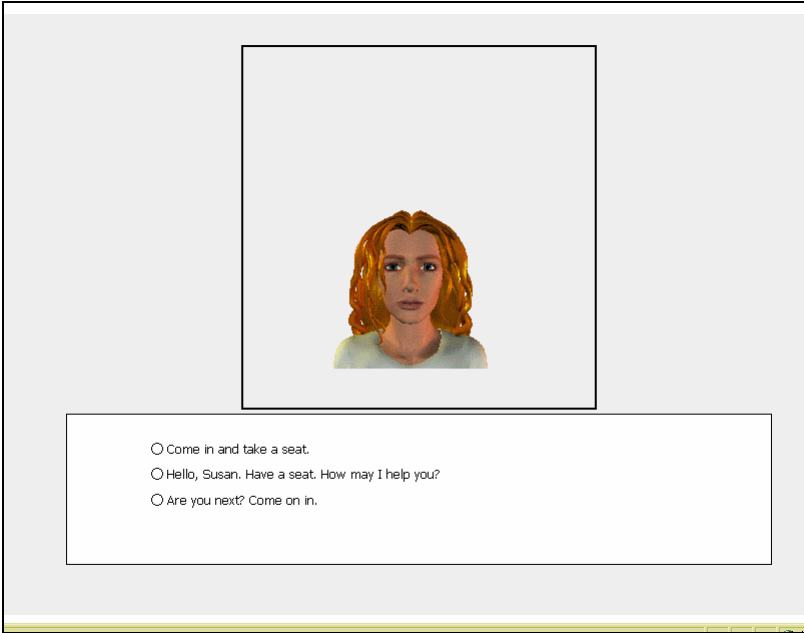 Come in and take a seat.
Hello, Susan. Have a seat. How may I help you?
Are you next? Come on in.